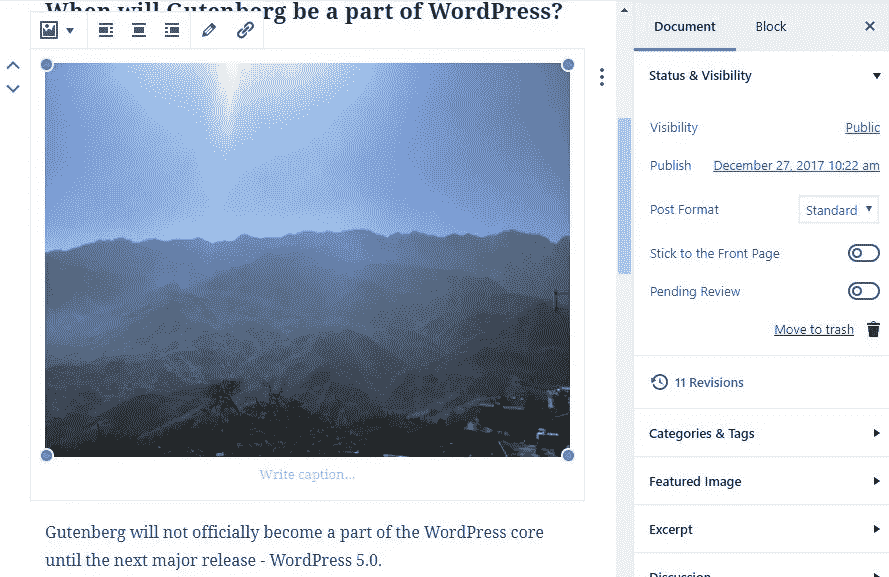 When will Gutenberg be a part of WordPress?
Write caption...
Gutenberg will not officially become a part of the WordPress core
until the next major release - WordPress 5.0.
Document Block
Status & Visibility
Visibility Public
Publish December 27, 2017 10:22 am
Post Format Standard
Stick to the Front Page
Pending Review
Move to trash
11 Revisions
Categories & Tags
Featured Image
Excerpt
Discussion